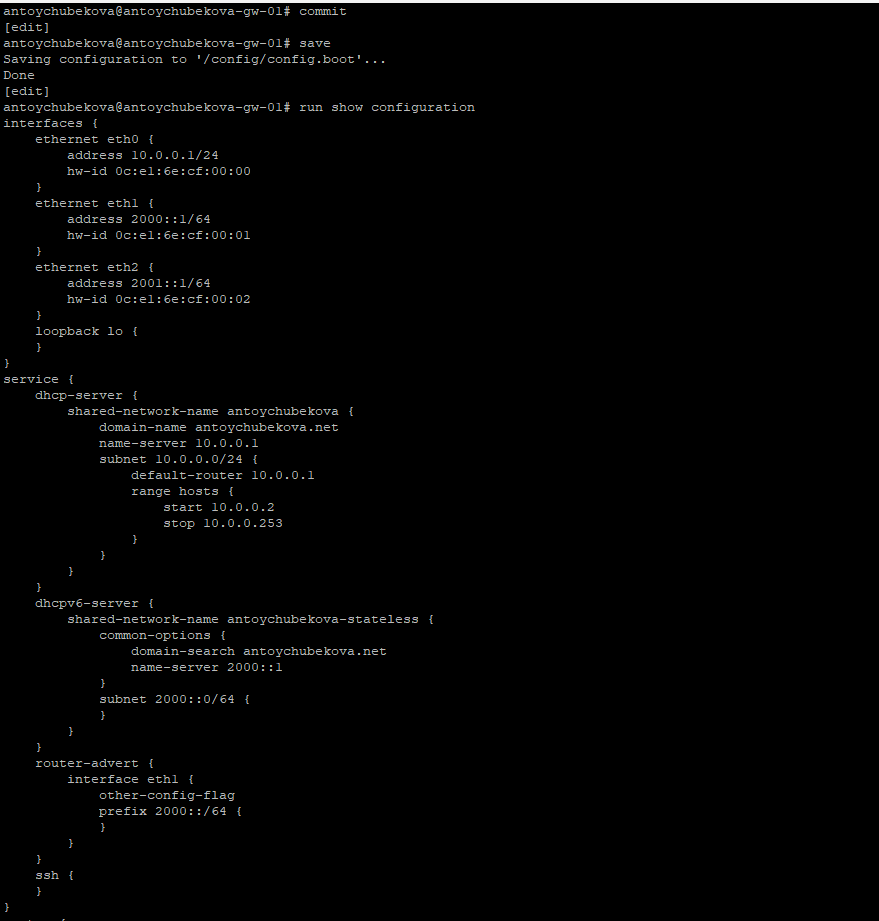 antoychubekova@antoychubekova-gw-01# commit
[edit]
antoychubekova@antoychubekova-gw-01# save
Saving configuration to '/config/config.boot'...
Done
[edit]
antoychubekova@antoychubekova-gw-01# run show configuration
interfaces {
    ethernet eth0 {
        address 10.0.0.1/24
        hw-id 0c:e1:6e:cf:00:00
    }
    ethernet eth1 {
        address 2000::1/64
        hw-id 0c:e1:6e:cf:00:01
    }
    ethernet eth2 {
        address 2001::1/64
        hw-id 0c:e1:6e:cf:00:02
    }
    loopback lo {
    }
}
service {
    dhcp-server {
        shared-network-name antoychubekova {
            domain-name antoychubekova.net
            name-server 10.0.0.1
            subnet 10.0.0.0/24 {
                default-router 10.0.0.1
                range hosts {
                    start 10.0.0.2
                    stop 10.0.0.253
                }
            }
        }
    }
    dhcpv6-server {
        shared-network-name antoychubekova-stateless {
            common-options {
                domain-search antoychubekova.net
                name-server 2000::1
            }
            subnet 2000::0/64 {
            }
        }
    }
    router-advert {
        interface eth1 {
            other-config-flag
            prefix 2000::/64 {
            }
        }
    }
    ssh {
    }
}